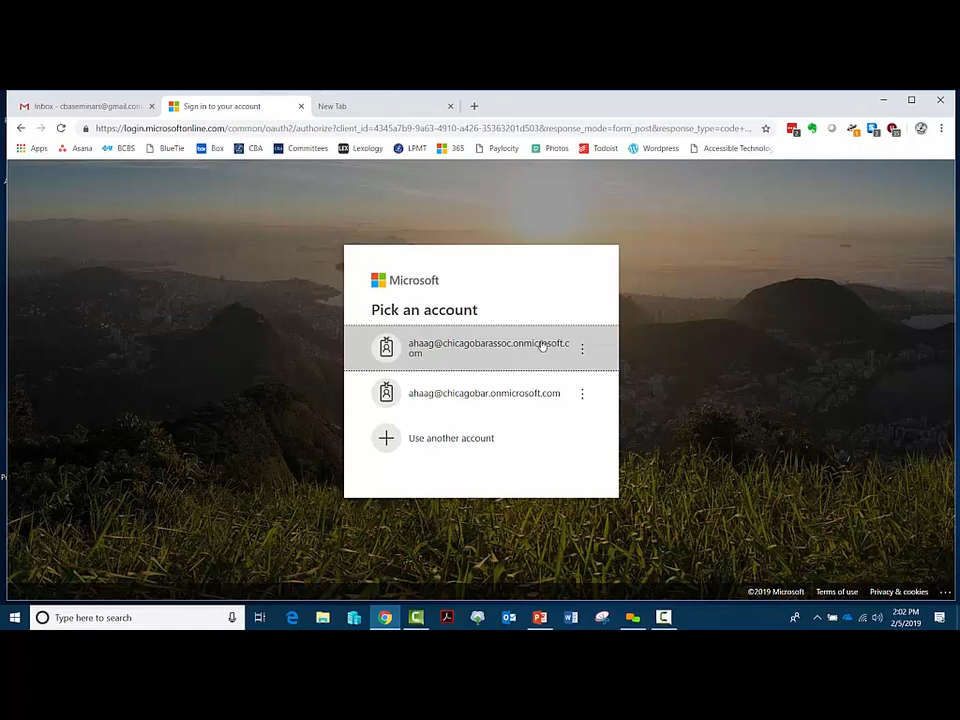 Inbox - cbaseminars@gmail.com
Sign in to your account
New Tab
https://login.microsoftonline.com/common/oauth2/authorize?client_id=4345a7b9-9a63-4910-a426-35363201d503&response_mode=form_post&response_type=code+...
Apps
Asana
BCBS
BlueTie
Box
CBA
Committees
Lexology
LPMT
365
Paylocity
Photos
Todoist
Wordpress
Accessible Technolo
Microsoft
Pick an account
ahaag@chicagobarassoc.onmicrosoft.c
om
ahaag@chicagobar.onmicrosoft.com
Use another account
©2019 Microsoft
Terms of use
Privacy & cookies
...
Type here to search
2:02 PM
2/5/2019